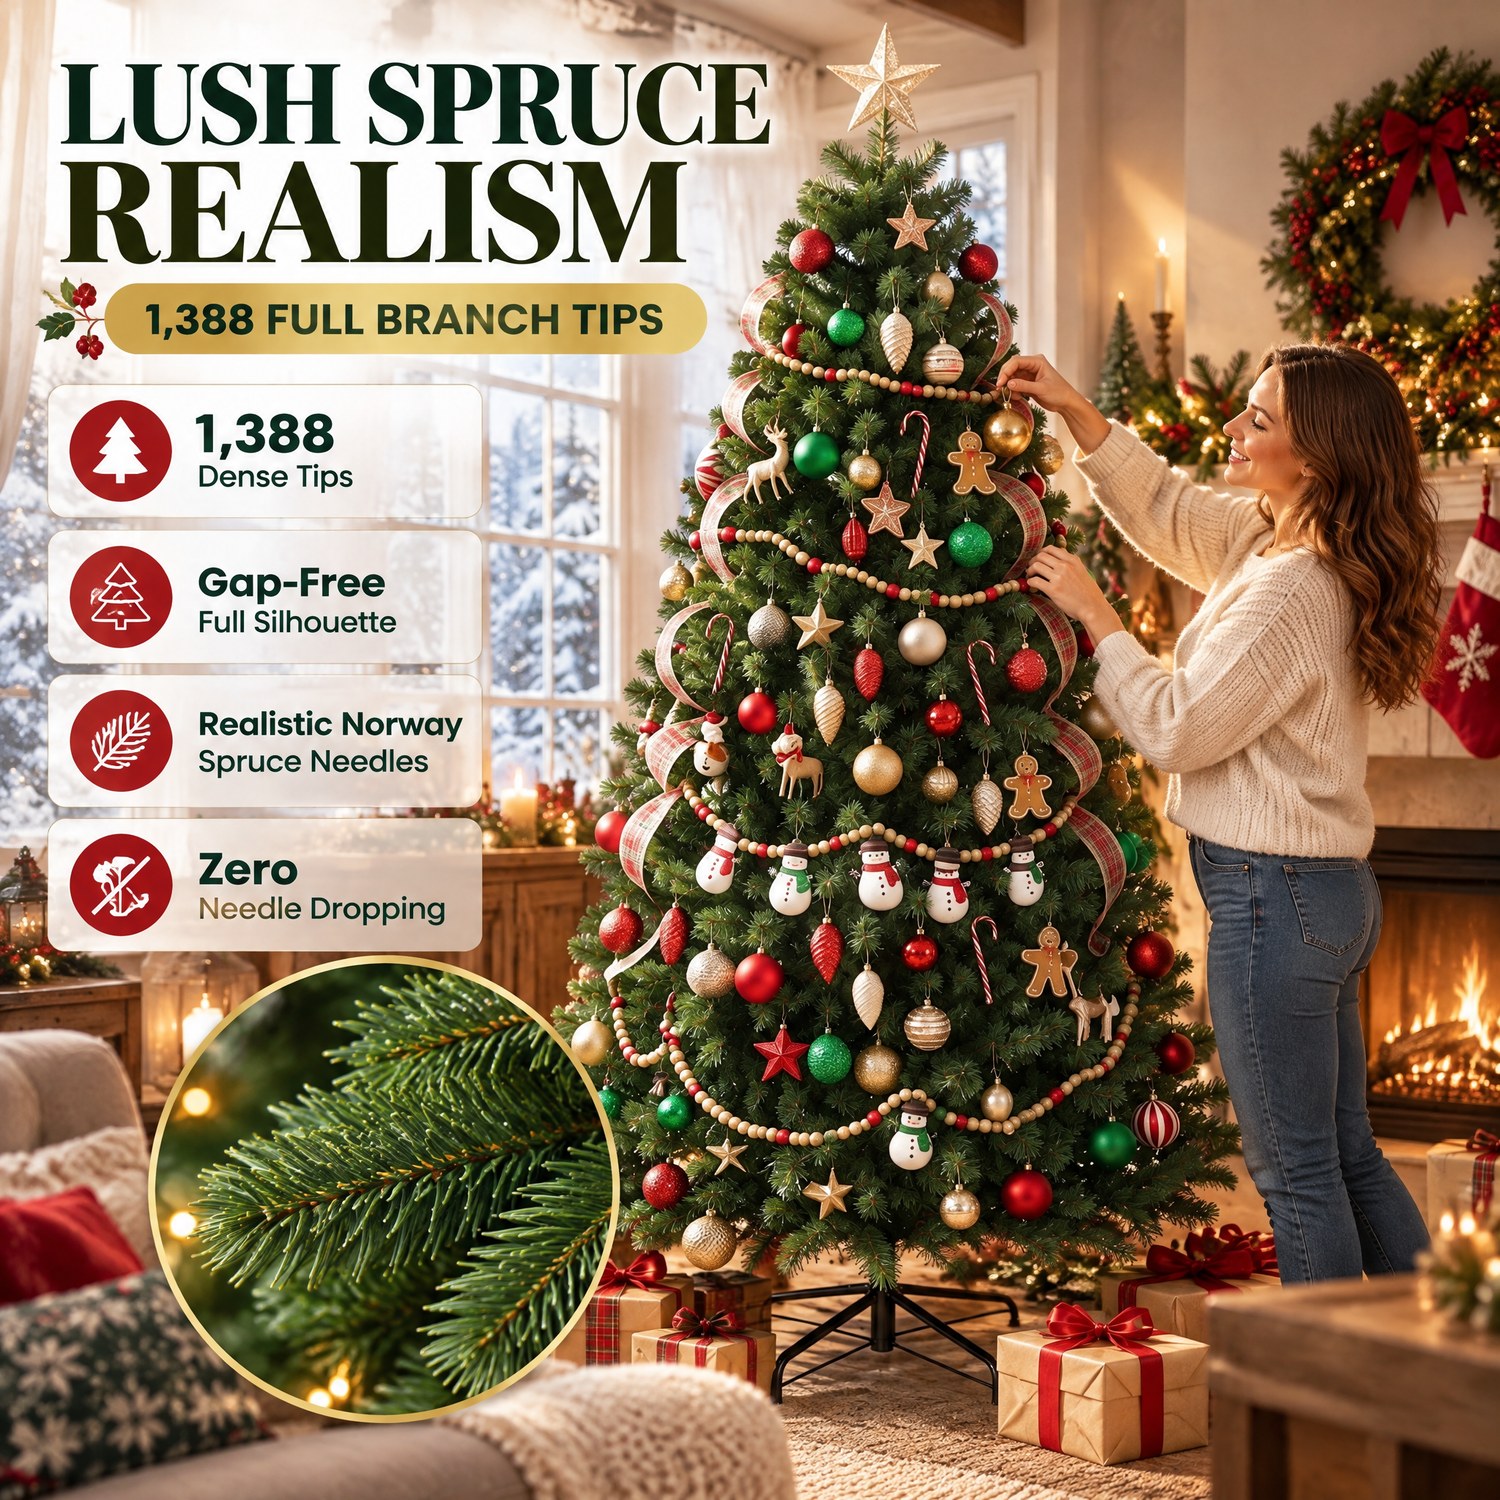 LUSH SPRUCE
REALISM
1,388 FULL BRANCH TIPS
1,388
Dense Tips
Gap-Free
Full Silhouette
Realistic Norway
Spruce Needles
Zero
Needle Dropping